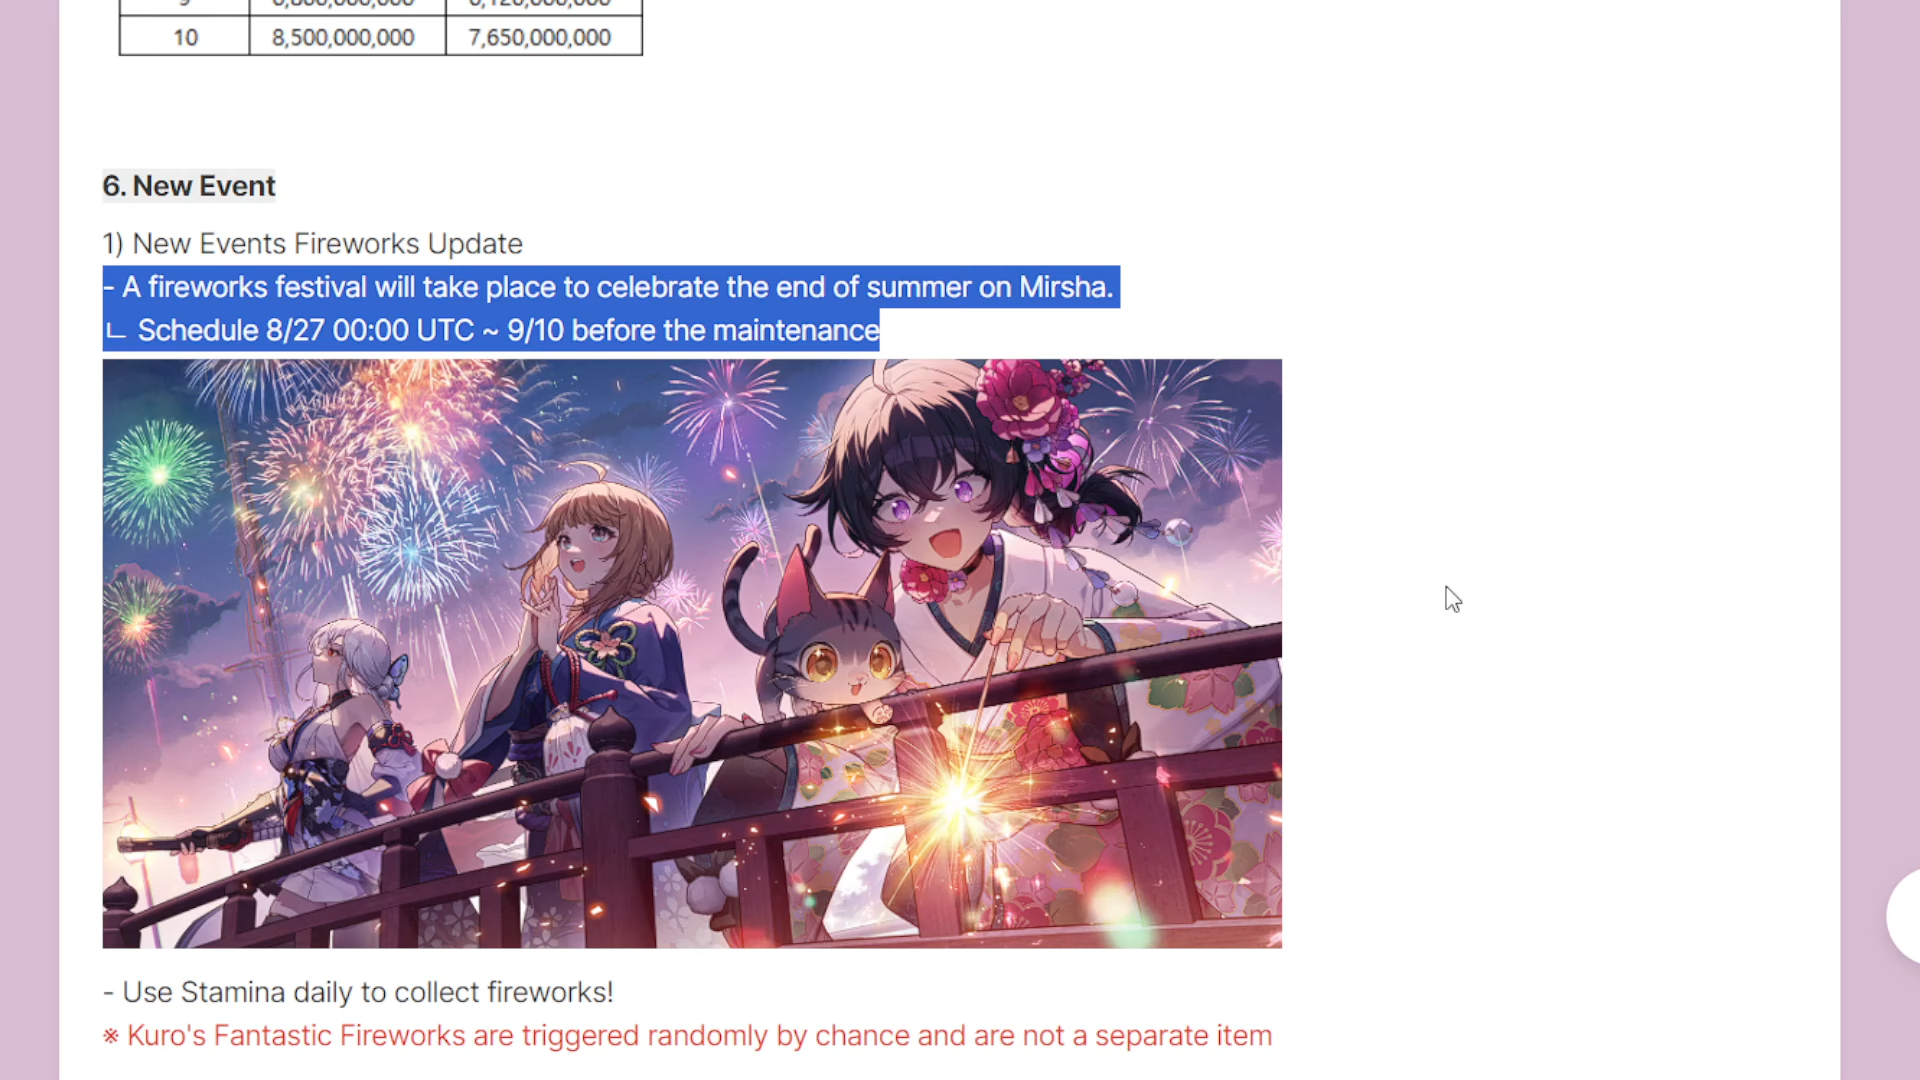 10 8,500,000,000 7,650,000,000
6. New Event
1) New Events Fireworks Update
- A fireworks festival will take place to celebrate the end of summer on Mirsha.
ㄴ Schedule 8/27 00:00 UTC ~ 9/10 before the maintenance
- Use Stamina daily to collect fireworks!
※ Kuro's Fantastic Fireworks are triggered randomly by chance and are not a separate item